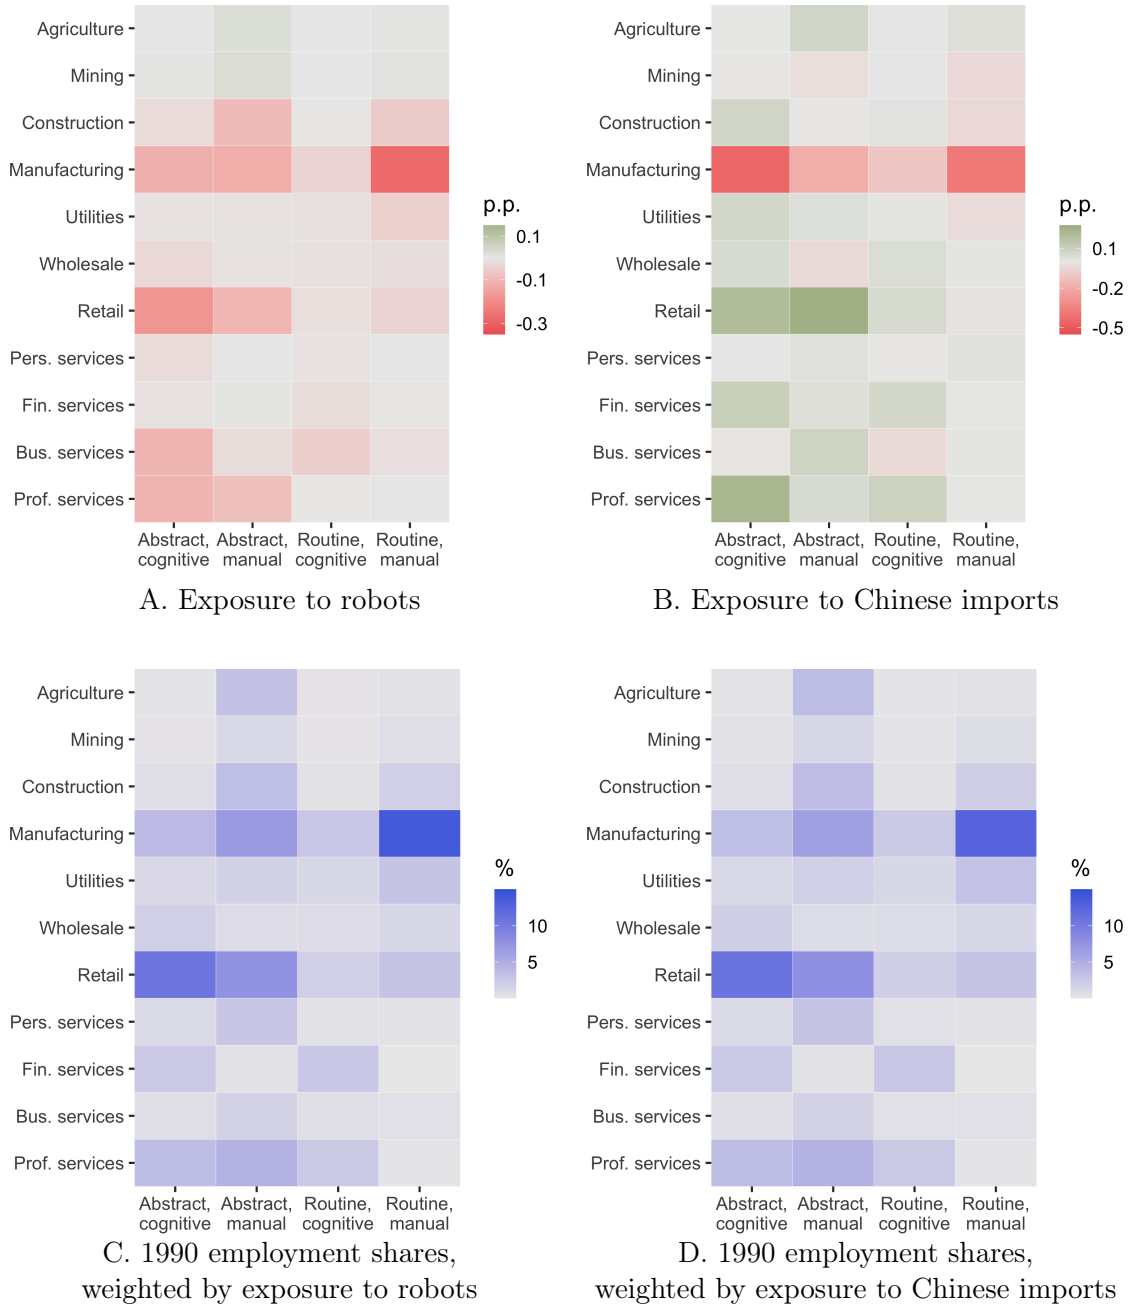 Agriculture
Mining
Construction
Manufacturing
Utilities
Wholesale
Retail
Pers. services
Fin. services
Bus. services
Prof. services
Abstract, cognitive
Abstract, manual
Routine, cognitive
Routine, manual
p.p.
0.1
-0.1
-0.3
A. Exposure to robots
Agriculture
Mining
Construction
Manufacturing
Utilities
Wholesale
Retail
Pers. services
Fin. services
Bus. services
Prof. services
Abstract, cognitive
Abstract, manual
Routine, cognitive
Routine, manual
p.p.
0.1
-0.2
-0.5
B. Exposure to Chinese imports
Agriculture
Mining
Construction
Manufacturing
Utilities
Wholesale
Retail
Pers. services
Fin. services
Bus. services
Prof. services
Abstract, cognitive
Abstract, manual
Routine, cognitive
Routine, manual
%
10
5
C. 1990 employment shares,
weighted by exposure to robots
Agriculture
Mining
Construction
Manufacturing
Utilities
Wholesale
Retail
Pers. services
Fin. services
Bus. services
Prof. services
Abstract, cognitive
Abstract, manual
Routine, cognitive
Routine, manual
%
10
5
D. 1990 employment shares,
weighted by exposure to Chinese imports